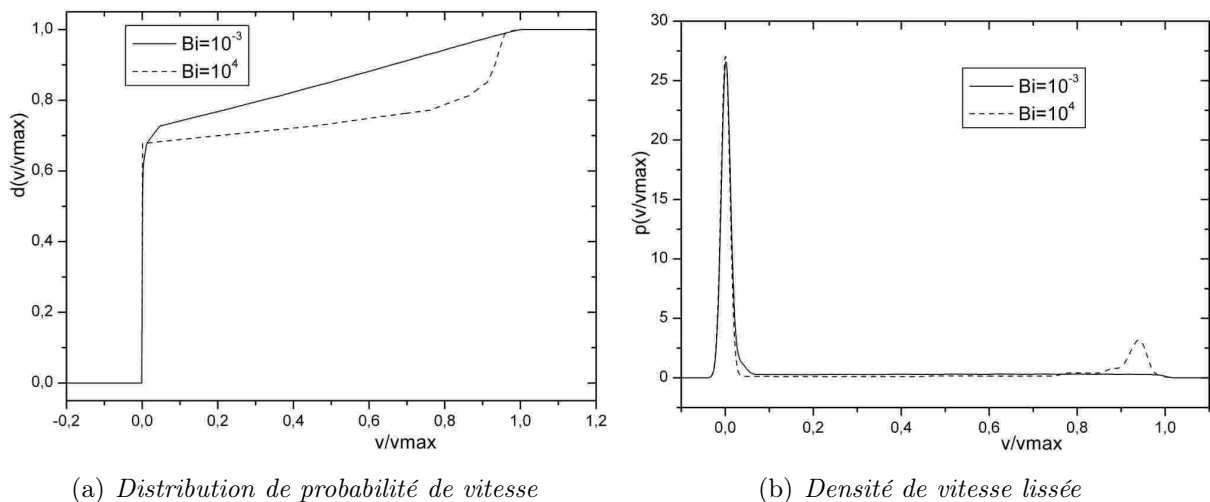 1,0
0,8
0,6
0,4
0,2
0,0
d(v/vmax)
Bi=10⁻³
Bi=10⁴
-0,2 0,0 0,2 0,4 0,6 0,8 1,0 1,2
v/vmax
(a) Distribution de probabilité de vitesse
30
25
20
15
10
5
0
p(v/vmax)
Bi=10⁻³
Bi=10⁴
0,0 0,2 0,4 0,6 0,8 1,0
v/vmax
(b) Densité de vitesse lissée